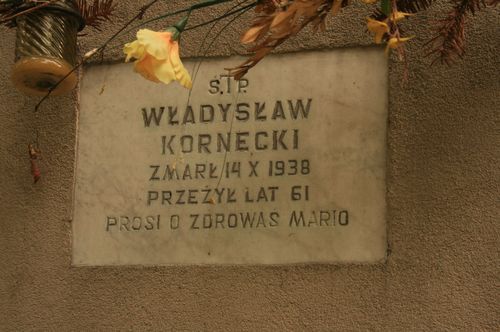 Ś.†P.
WŁADYSŁAW
KORNECKI
ZMARŁ 14 X 1938
PRZEŻYŁ LAT 61
PROSI O ZDROWAŚ MARIO